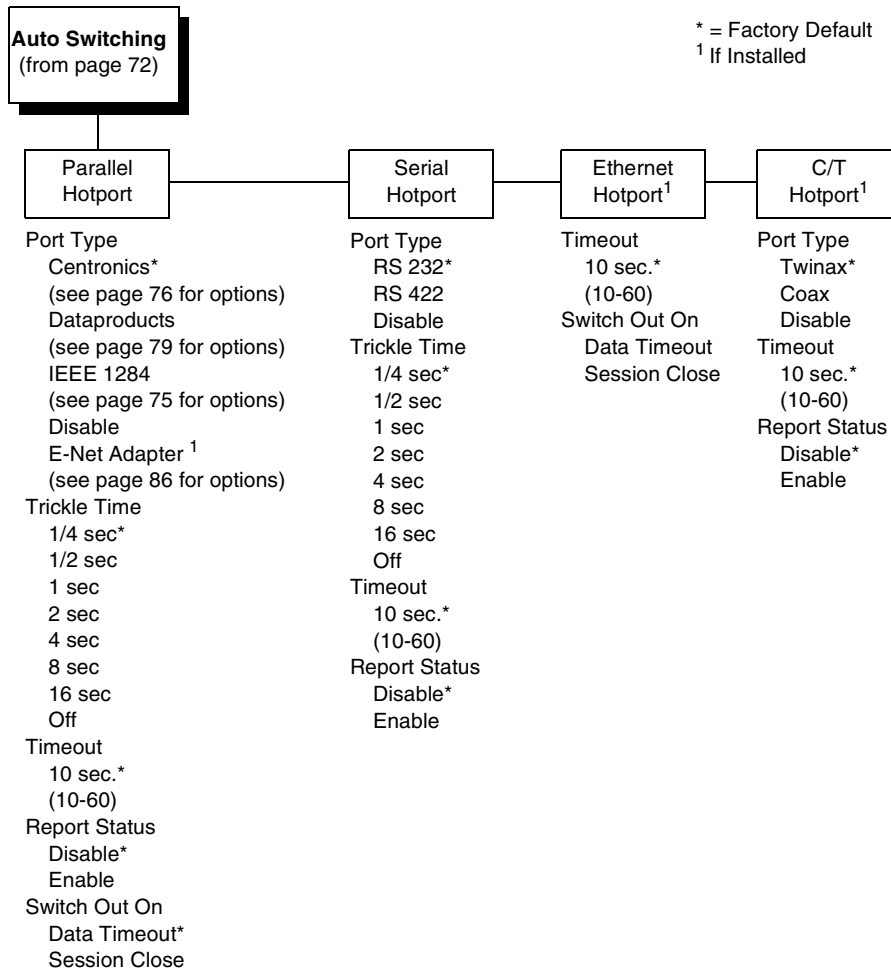 Auto Switching
(from page 72)
* = Factory Default
1 If Installed
Parallel
Hotport
Port Type
Centronics*
(see page 76 for options)
Dataproducts
(see page 79 for options)
IEEE 1284
(see page 75 for options)
Disable
E-Net Adapter 1
(see page 86 for options)
Trickle Time
1/4 sec*
1/2 sec
1 sec
2 sec
4 sec
8 sec
16 sec
Off
Timeout
10 sec.*
(10-60)
Report Status
Disable*
Enable
Switch Out On
Data Timeout*
Session Close
Serial
Hotport
Port Type
RS 232*
RS 422
Disable
Trickle Time
1/4 sec*
1/2 sec
1 sec
2 sec
4 sec
8 sec
16 sec
Off
Timeout
10 sec.*
(10-60)
Report Status
Disable*
Enable
Ethernet
Hotport1
Timeout
10 sec.*
(10-60)
Switch Out On
Data Timeout
Session Close
C/T
Hotport1
Port Type
Twinax*
Coax
Disable
Timeout
10 sec.*
(10-60)
Report Status
Disable*
Enable